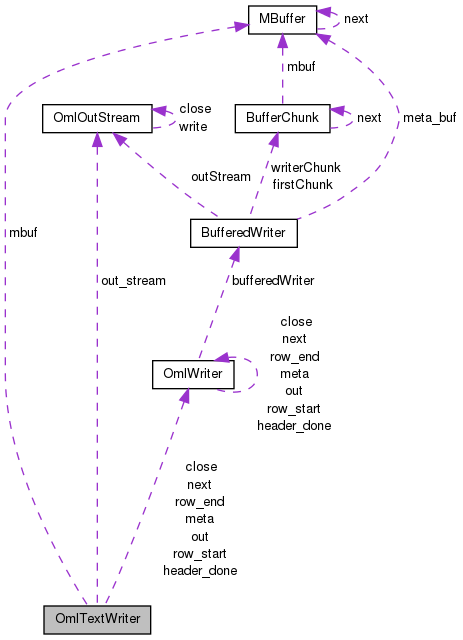 MBuffer
next
mbuf
meta_buf
OmlOutStream
close
write
BufferChunk
next
outStream
writerChunk
firstChunk
BufferedWriter
mbuf
out_stream
bufferedWriter
close
next
row_end
meta
out
row_start
header_done
OmlWriter
close
next
row_end
meta
out
row_start
header_done
OmlTextWriter